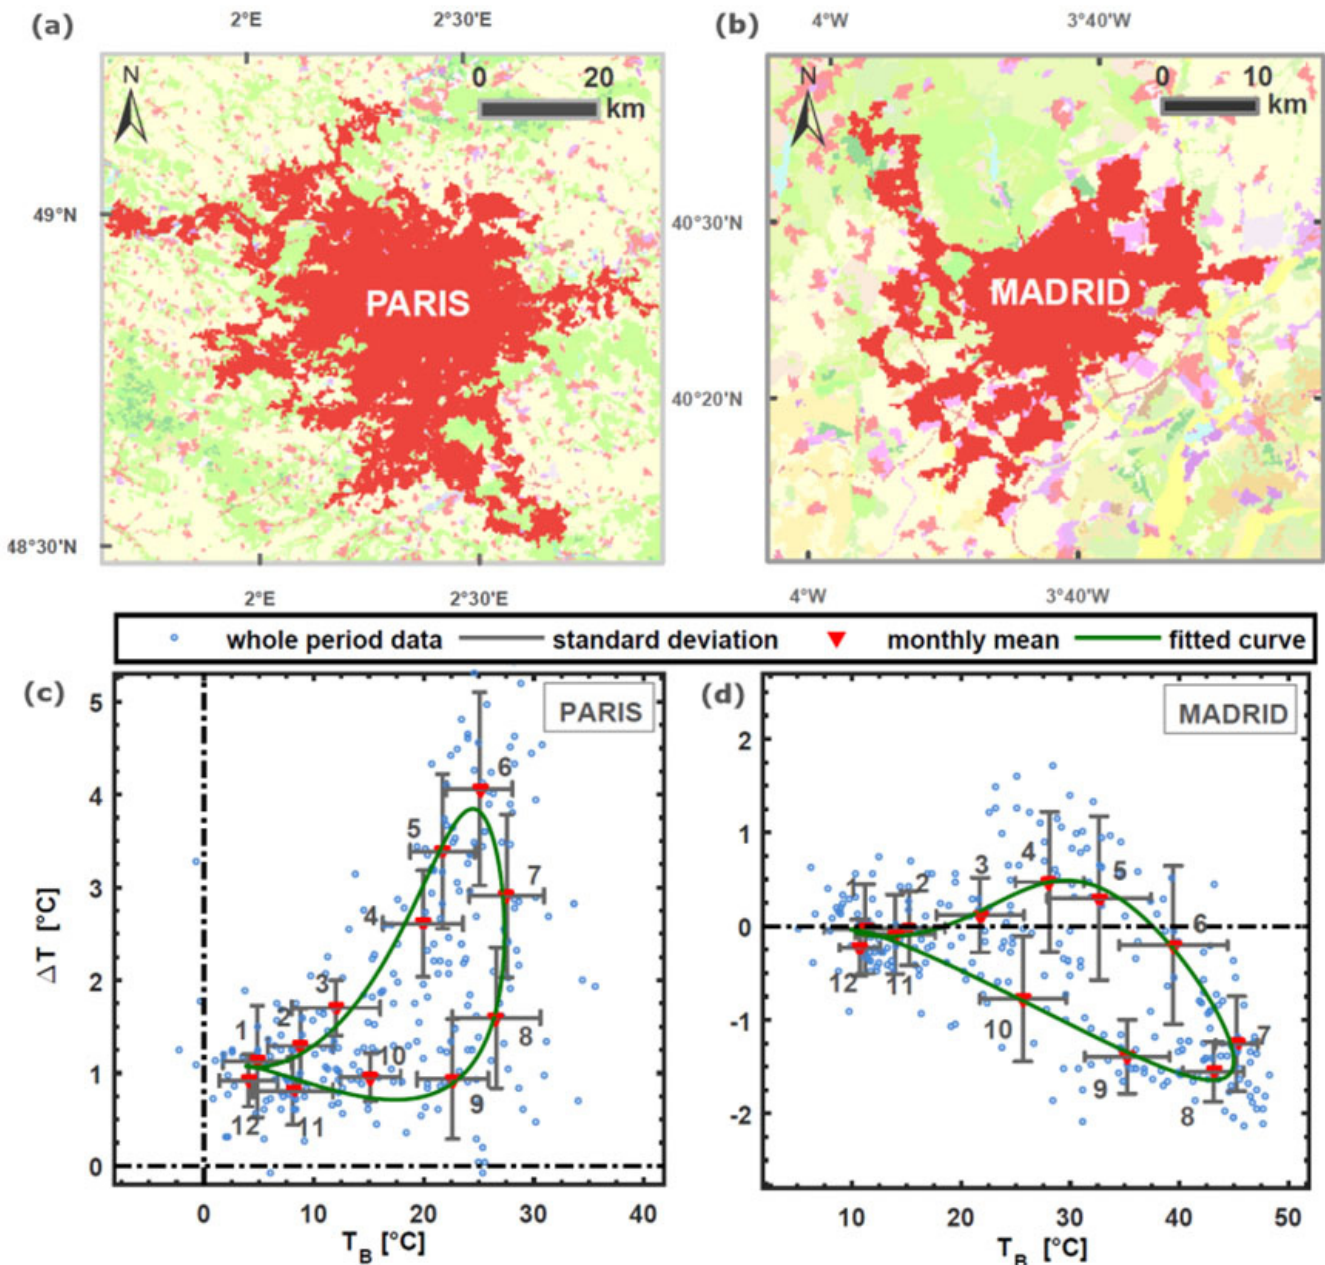 (a) 2°E 2°30'E (b) 4°W 3°40'W
N 0 20 km N 0 10 km
49°N PARIS 40°30'N MADRID
40°20'N
48°30'N
2°E 2°30'E 4°W 3°40'W
whole period data standard deviation monthly mean fitted curve
(c) PARIS (d) MADRID
5
4
3
2
1
0
ΔT [°C]
1 2 3 4 5 6 7 8 9 10 11 12
0 10 20 30 40
T_B [°C]
2
1
0
-1
-2
1 2 3 4 5 6 7 8 9 10 11 12
10 20 30 40 50
T_B [°C]